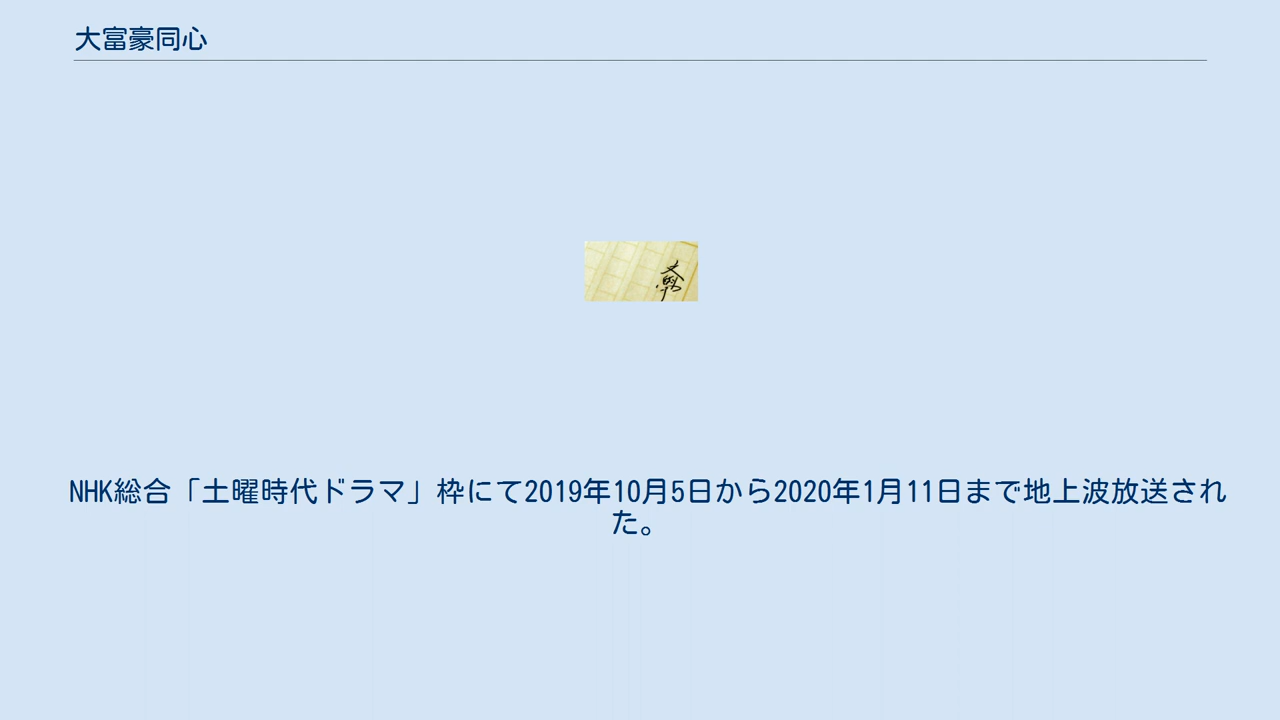 大富豪同心
NHK総合「土曜時代ドラマ」枠にて2019年10月5日から2020年1月11日まで地上波放送され
た。